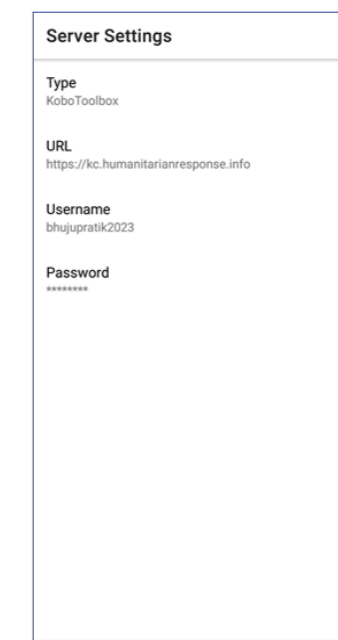 Server Settings
Type
KoboToolbox
URL
https://kc.humanitarianresponse.info
Username
bhujupratik2023
Password
********